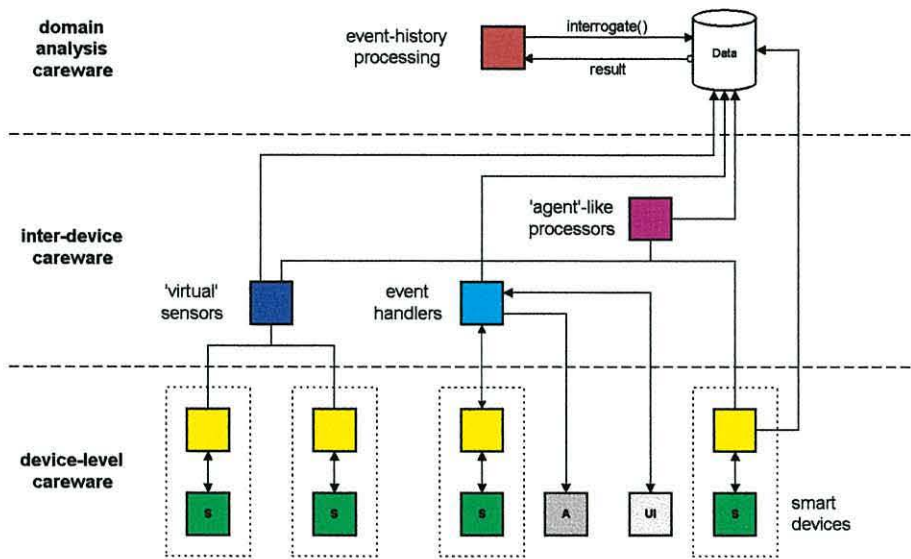 domain
analysis
careware
event-history
processing
interrogate()
result
Data
inter-device
careware
'agent'-like
processors
'virtual'
sensors
event
handlers
device-level
careware
S
S
S
A
UI
S
smart
devices